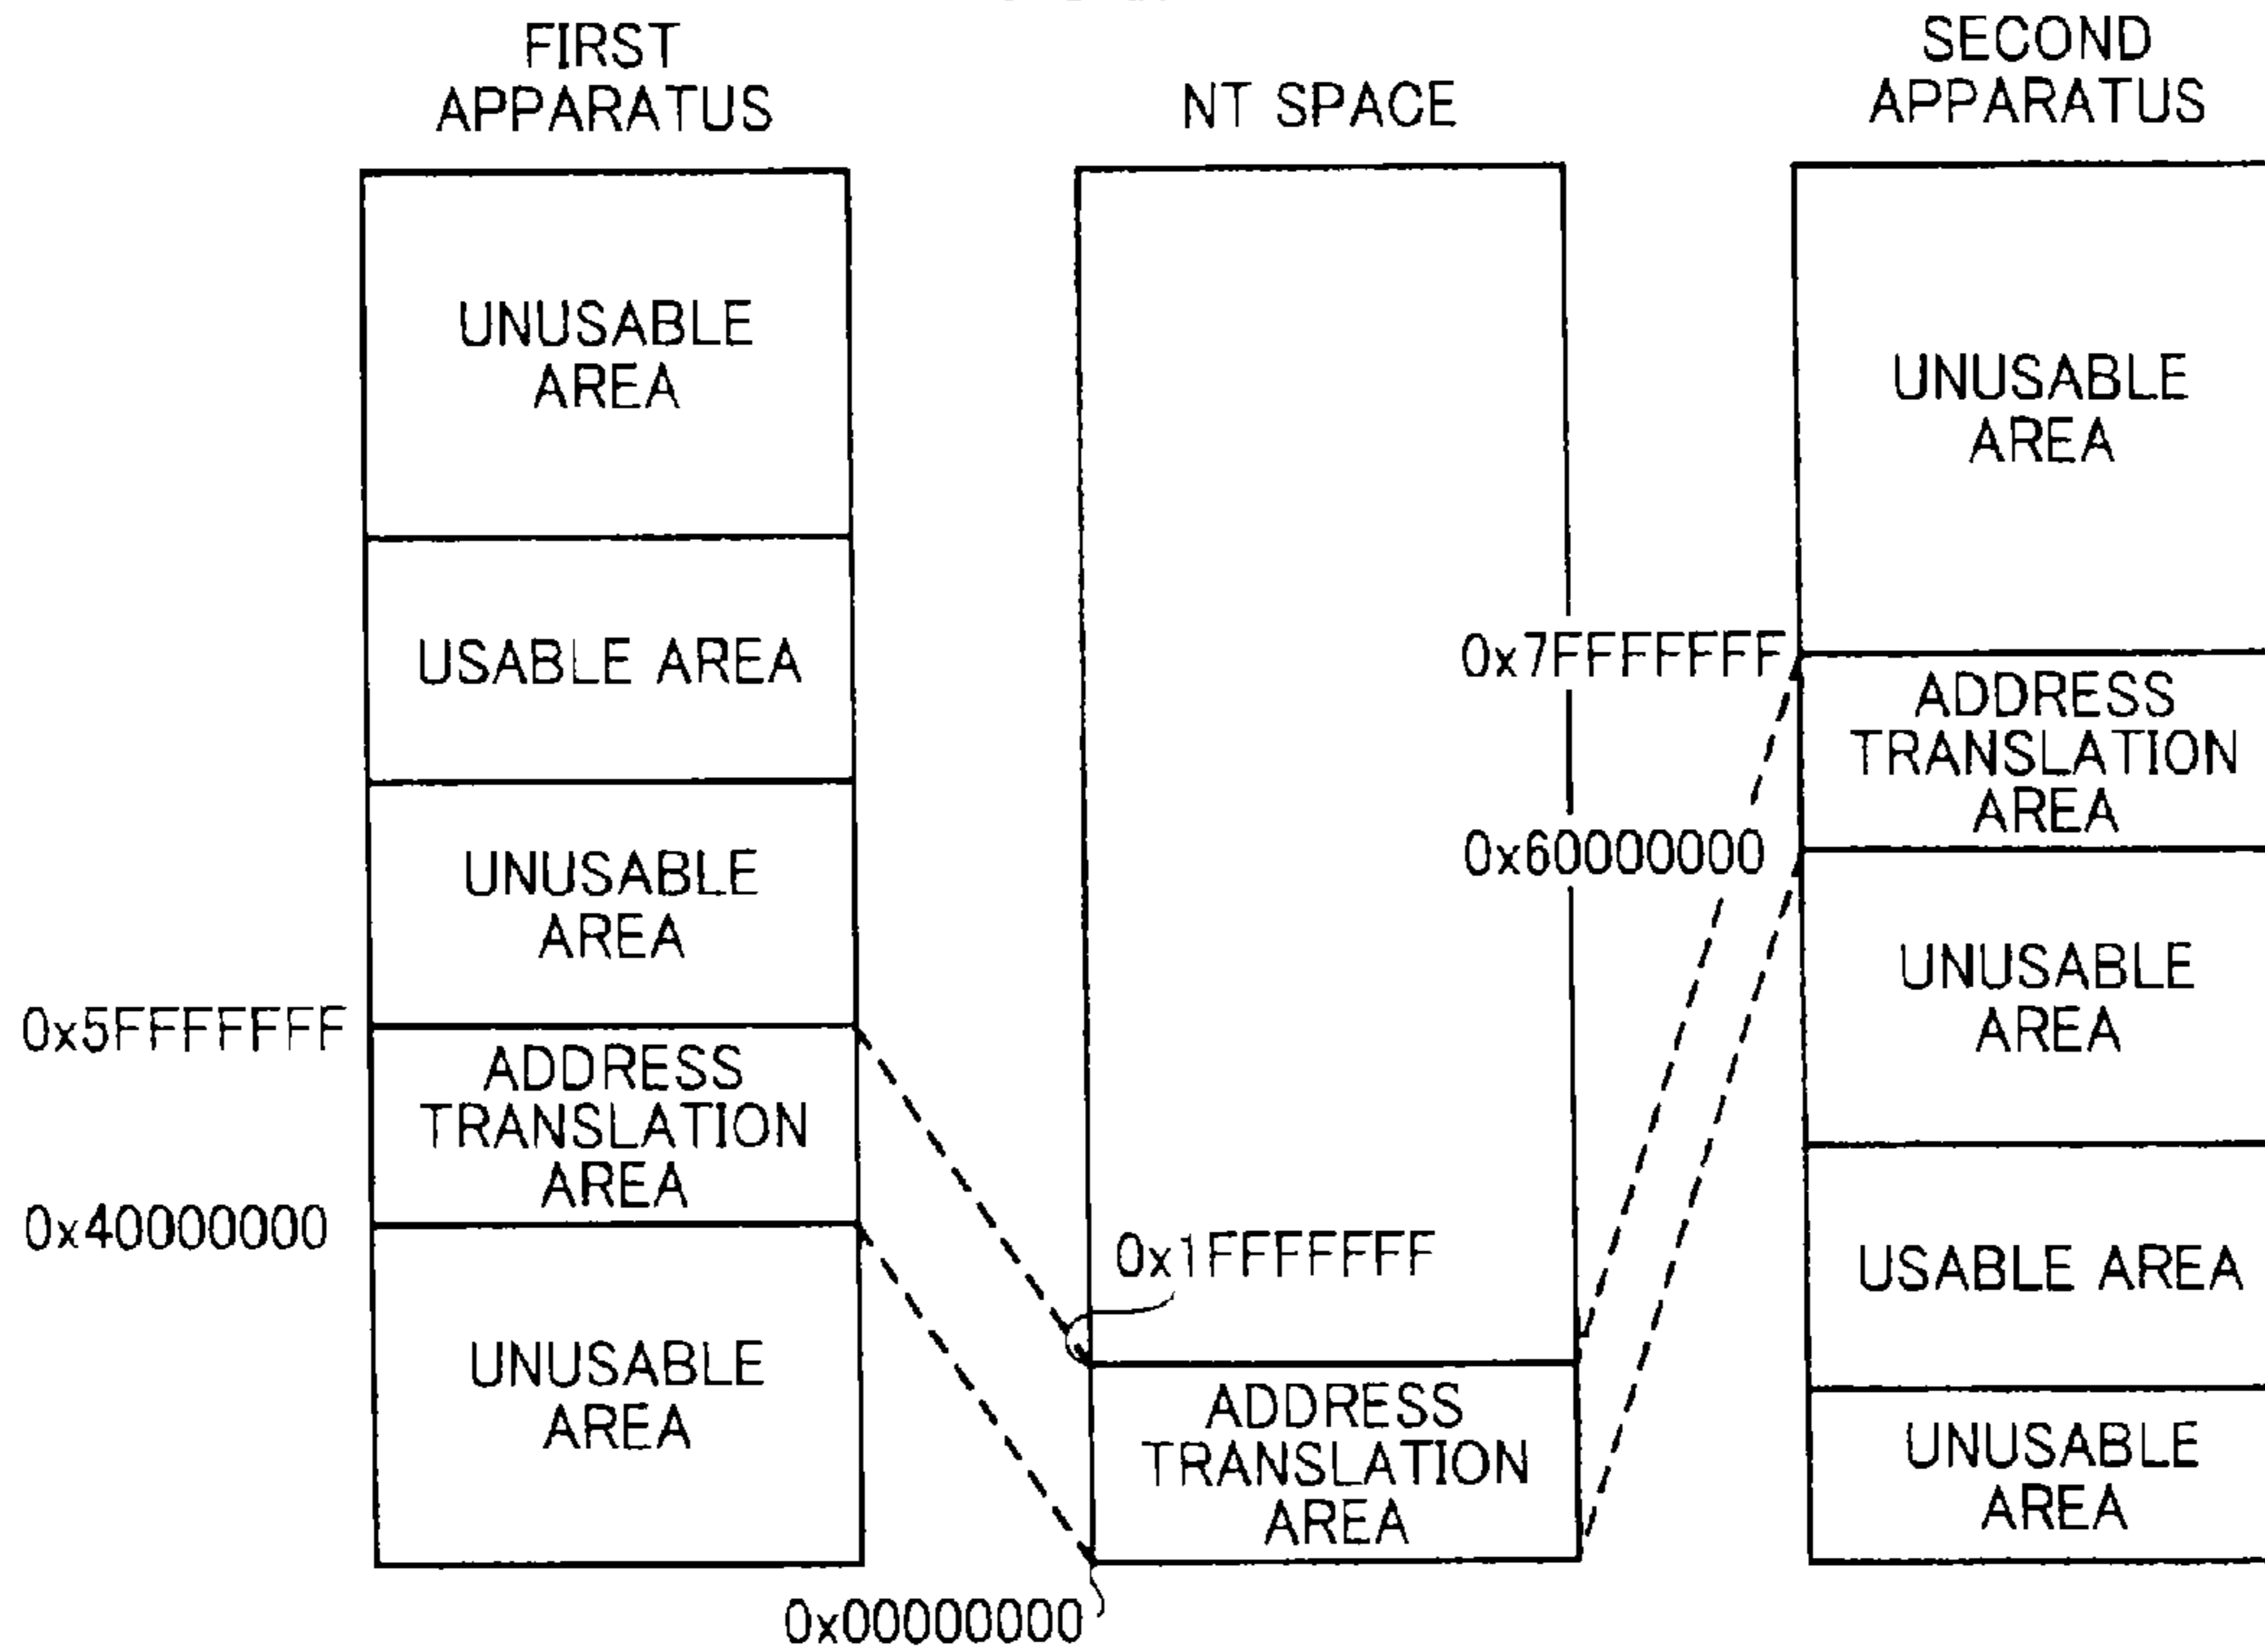 FIRST
APPARATUS
UNUSABLE
AREA
USABLE AREA
UNUSABLE
AREA
0x5FFFFFFF
ADDRESS
TRANSLATION
AREA
0x40000000
UNUSABLE
AREA
NT SPACE
0x1FFFFFFF
ADDRESS
TRANSLATION
AREA
0x00000000
SECOND
APPARATUS
UNUSABLE
AREA
0x7FFFFFFF
ADDRESS
TRANSLATION
AREA
0x60000000
UNUSABLE
AREA
USABLE AREA
UNUSABLE
AREA